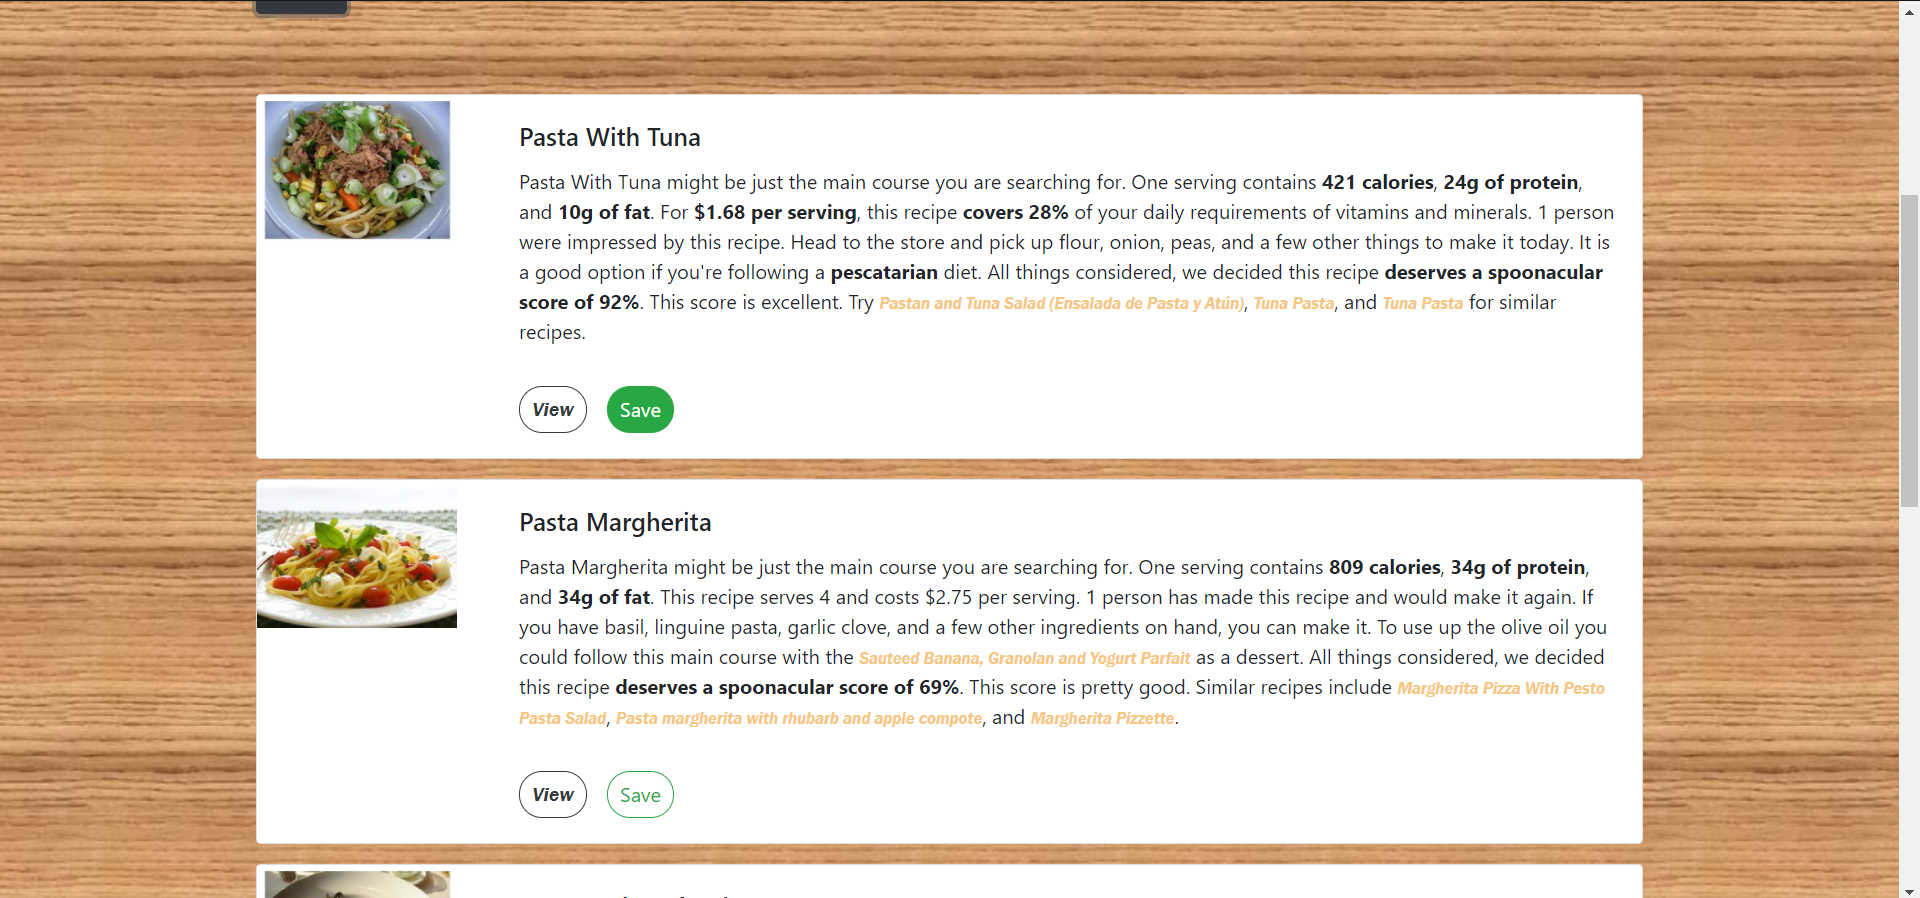 Pasta With Tuna
Pasta With Tuna might be just the main course you are searching for. One serving contains 421 calories, 24g of protein,
and 10g of fat. For $1.68 per serving, this recipe covers 28% of your daily requirements of vitamins and minerals. 1 person
were impressed by this recipe. Head to the store and pick up flour, onion, peas, and a few other things to make it today. It is
a good option if you're following a pescatarian diet. All things considered, we decided this recipe deserves a spoonacular
score of 92%. This score is excellent. Try Pastan and Tuna Salad (Ensalada de Pasta y Atún), Tuna Pasta, and Tuna Pasta for similar
recipes.
View Save
Pasta Margherita
Pasta Margherita might be just the main course you are searching for. One serving contains 809 calories, 34g of protein,
and 34g of fat. This recipe serves 4 and costs $2.75 per serving. 1 person has made this recipe and would make it again. If
you have basil, linguine pasta, garlic clove, and a few other ingredients on hand, you can make it. To use up the olive oil you
could follow this main course with the Sauteed Banana, Granolan and Yogurt Parfait as a dessert. All things considered, we decided
this recipe deserves a spoonacular score of 69%. This score is pretty good. Similar recipes include Margherita Pizza With Pesto
Pasta Salad, Pasta margherita with rhubarb and apple compote, and Margherita Pizzette.
View Save